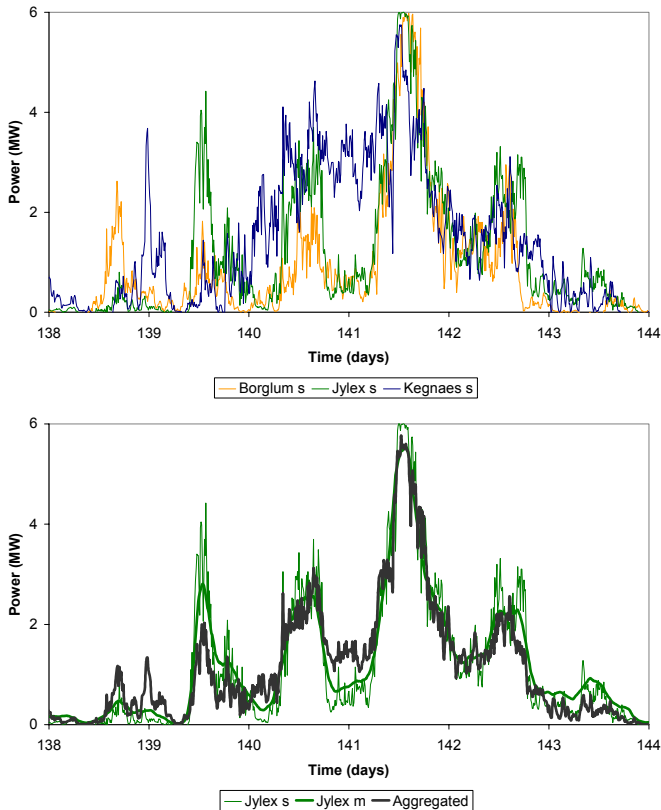 6
4
2
0
Power (MW)
138 139 140 141 142 143 144
Time (days)
Borglum s Jylex s Kegnaes s
6
4
2
0
Power (MW)
138 139 140 141 142 143 144
Time (days)
Jylex s Jylex m Aggregated